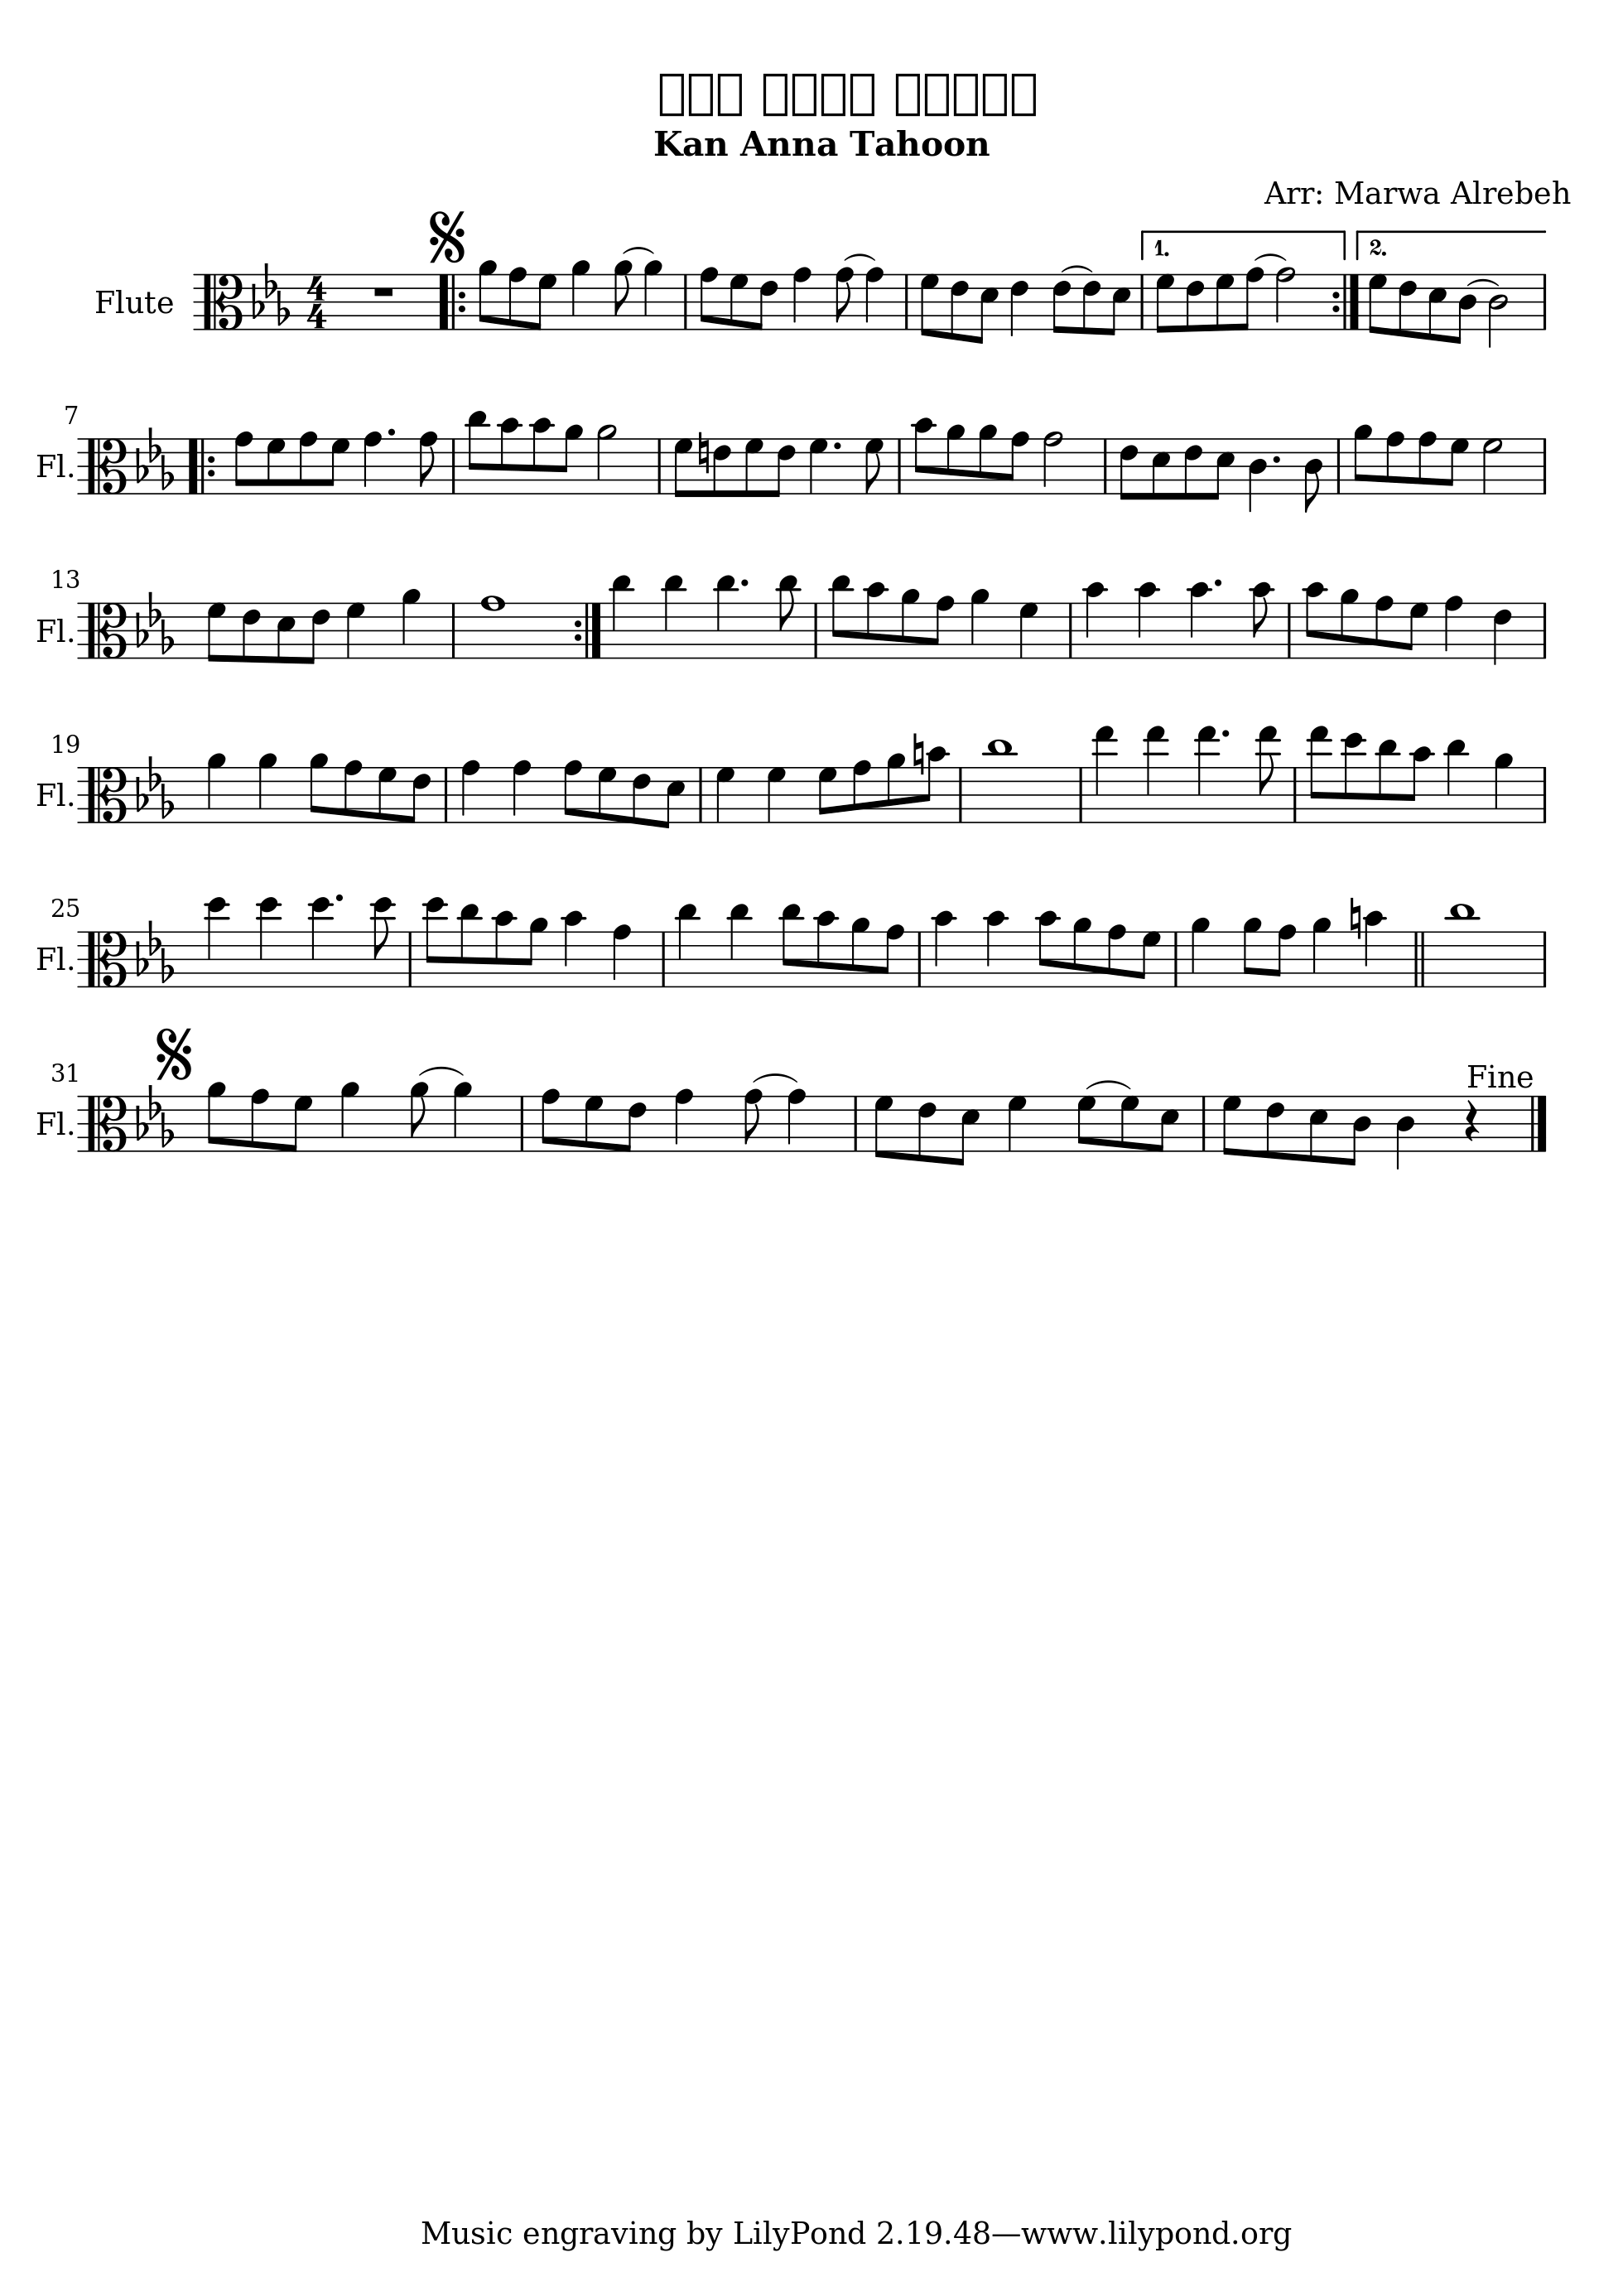 Kan Anna Tahoon
Arr: Marwa Alrebeh
1. 2.
Flute
7
Fl.
13
Fl.
19
Fl.
25
Fl.
31
Fine
Fl.
Music engraving by LilyPond 2.19.48—www.lilypond.org